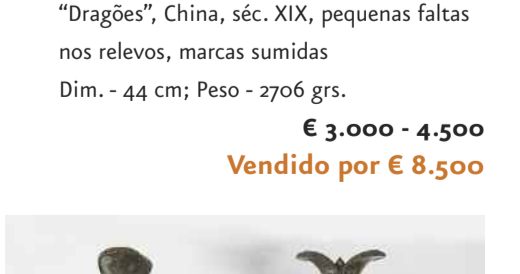 “Dragões”, China, séc. XIX, pequenas faltas
nos relevos, marcas sumidas
Dim. - 44 cm; Peso - 2706 grs.
€ 3.000 - 4.500
Vendido por € 8.500